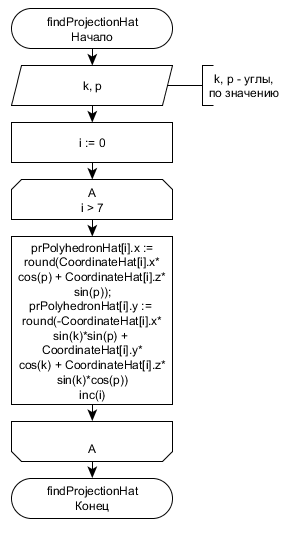 findProjectionHat
Начало
k, p
k, p - углы,
по значению
i := 0
A
i > 7
prPolyhedronHat[i].x :=
round(CoordinateHat[i].x*
cos(p) + CoordinateHat[i].z*
sin(p));
prPolyhedronHat[i].y :=
round(-CoordinateHat[i].x*
sin(k)*sin(p) +
CoordinateHat[i].y*
cos(k) + CoordinateHat[i].z*
sin(k)*cos(p))
inc(i)
A
findProjectionHat
Конец